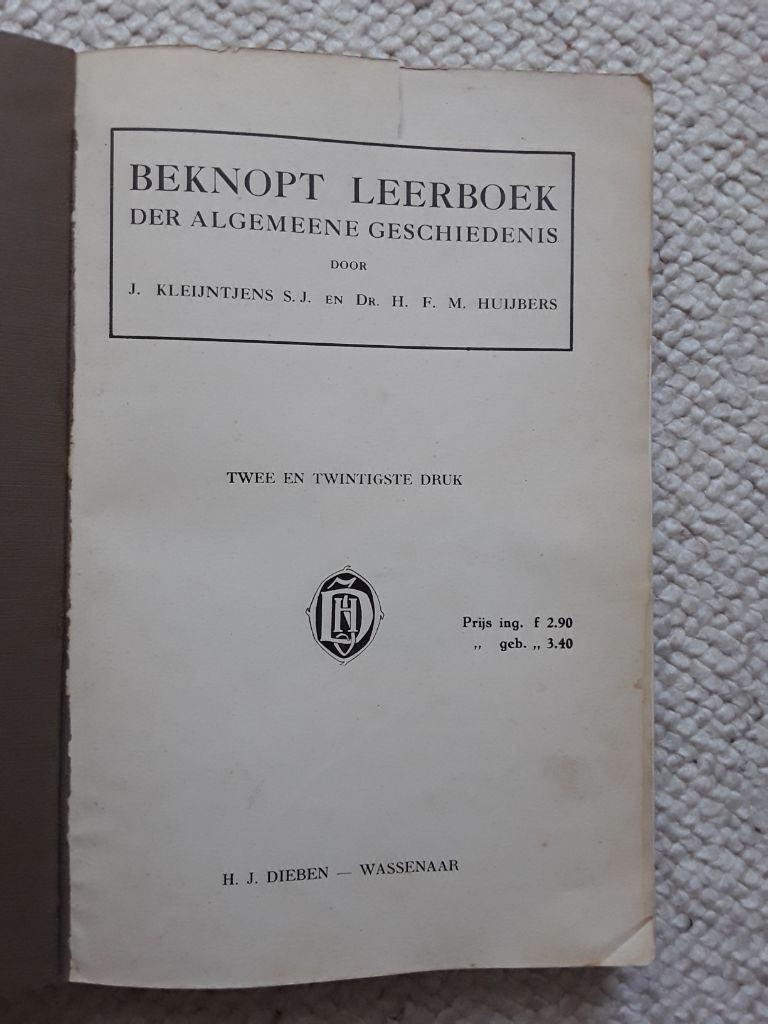 BEKNOPT LEERBOEK
DER ALGEMEENE GESCHIEDENIS
DOOR
J. KLEIJNTJENS S.J. EN DR. H. F. M. HUIJBERS
TWEE EN TWINTIGSTE DRUK
HJD
Prijs ing. f 2.90
„ geb. „ 3.40
H. J. DIEBEN — WASSENAAR